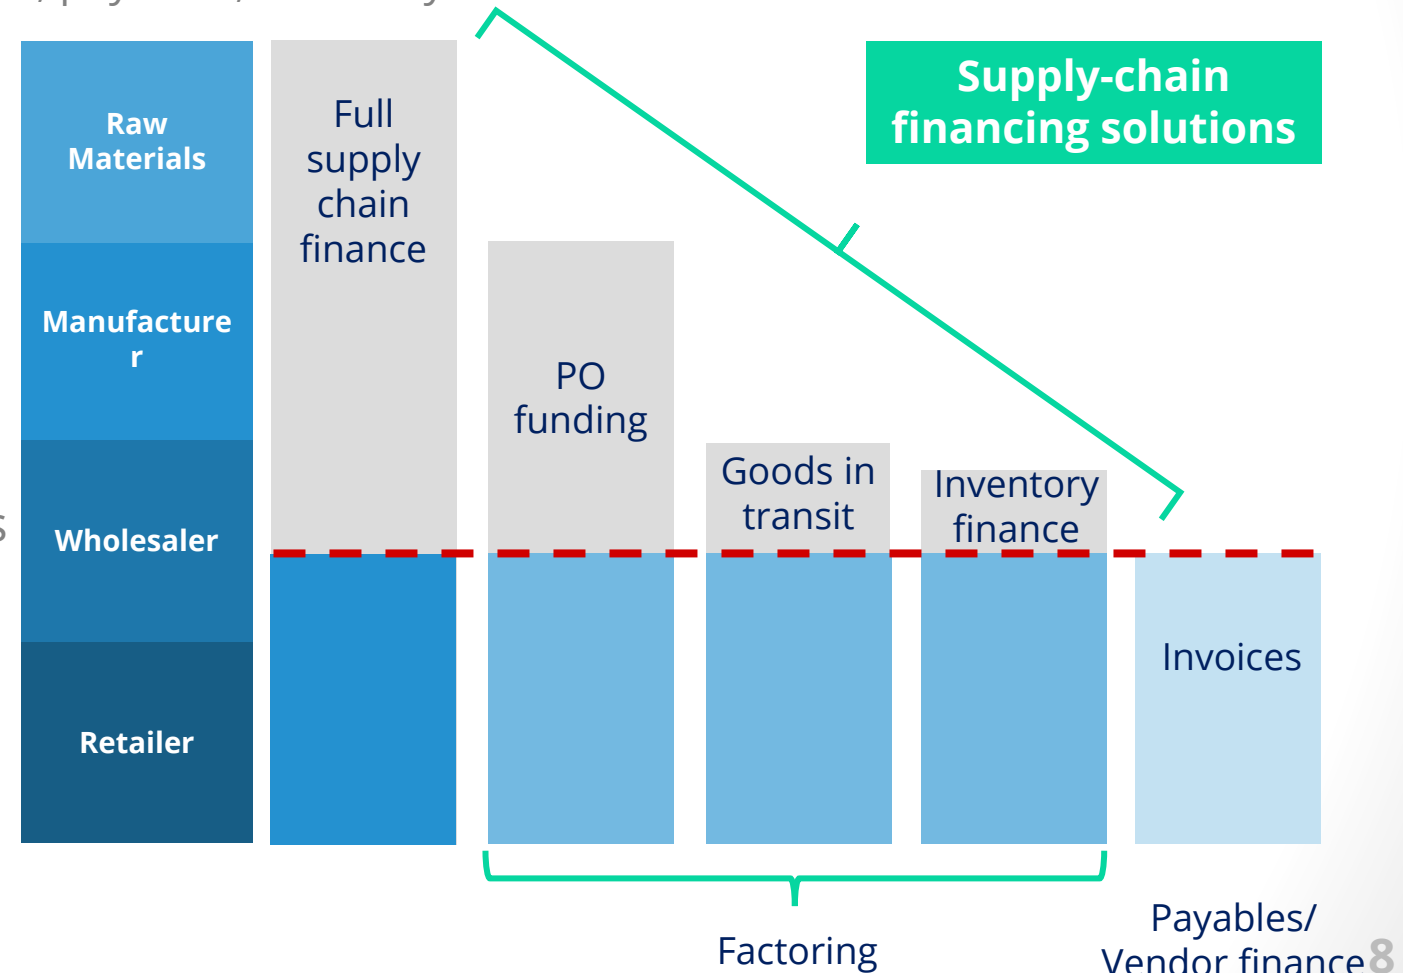 Supply-chain
financing solutions
Raw
Materials
Manufacture
r
Wholesaler
Retailer
Full
supply
chain
finance
PO
funding
Goods in
transit
Inventory
finance
Invoices
Factoring
Payables/
Vendor finance
8